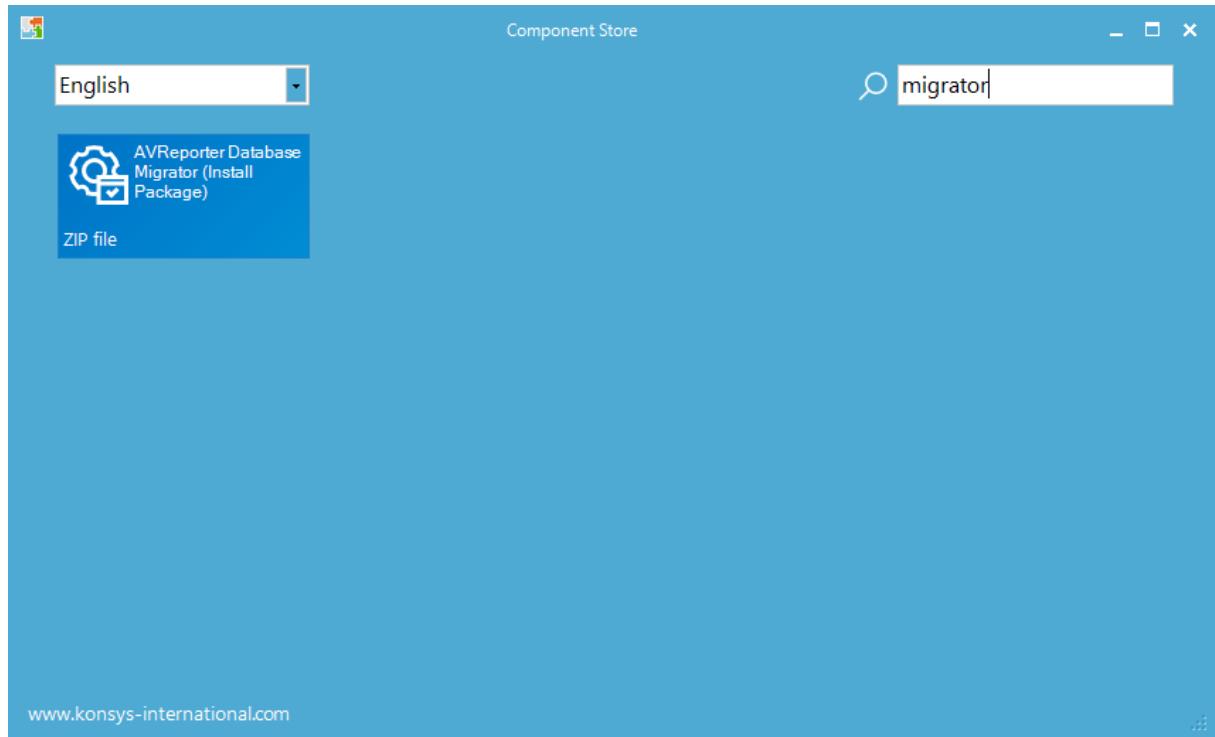 Component Store
English
migrator
AVReporter Database
Migrator (Install
Package)
ZIP file
www.konsys-international.com